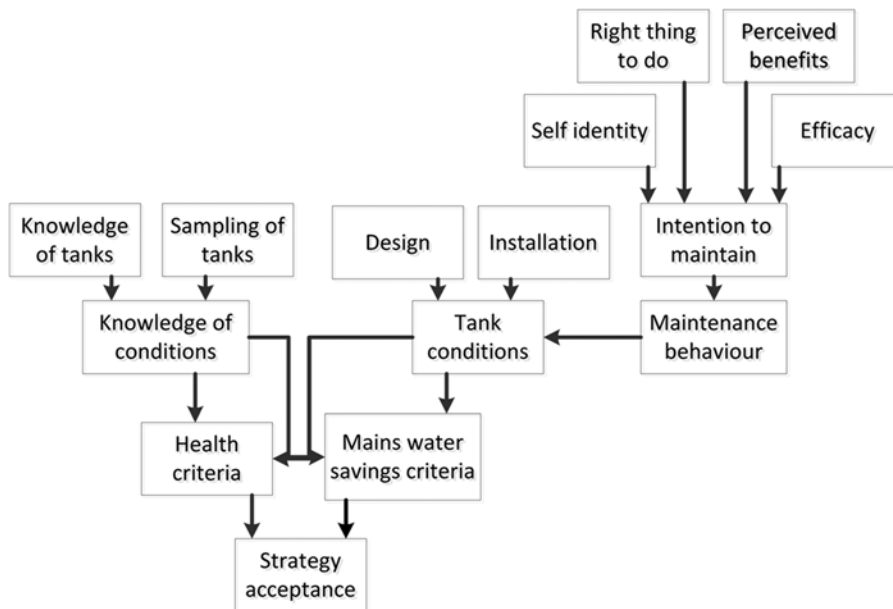 Right thing
to do
Perceived
benefits
Self identity
Efficacy
Knowledge
of tanks
Sampling of
tanks
Design
Installation
Intention to
maintain
Knowledge of
conditions
Tank
conditions
Maintenance
behaviour
Health
criteria
Mains water
savings criteria
Strategy
acceptance